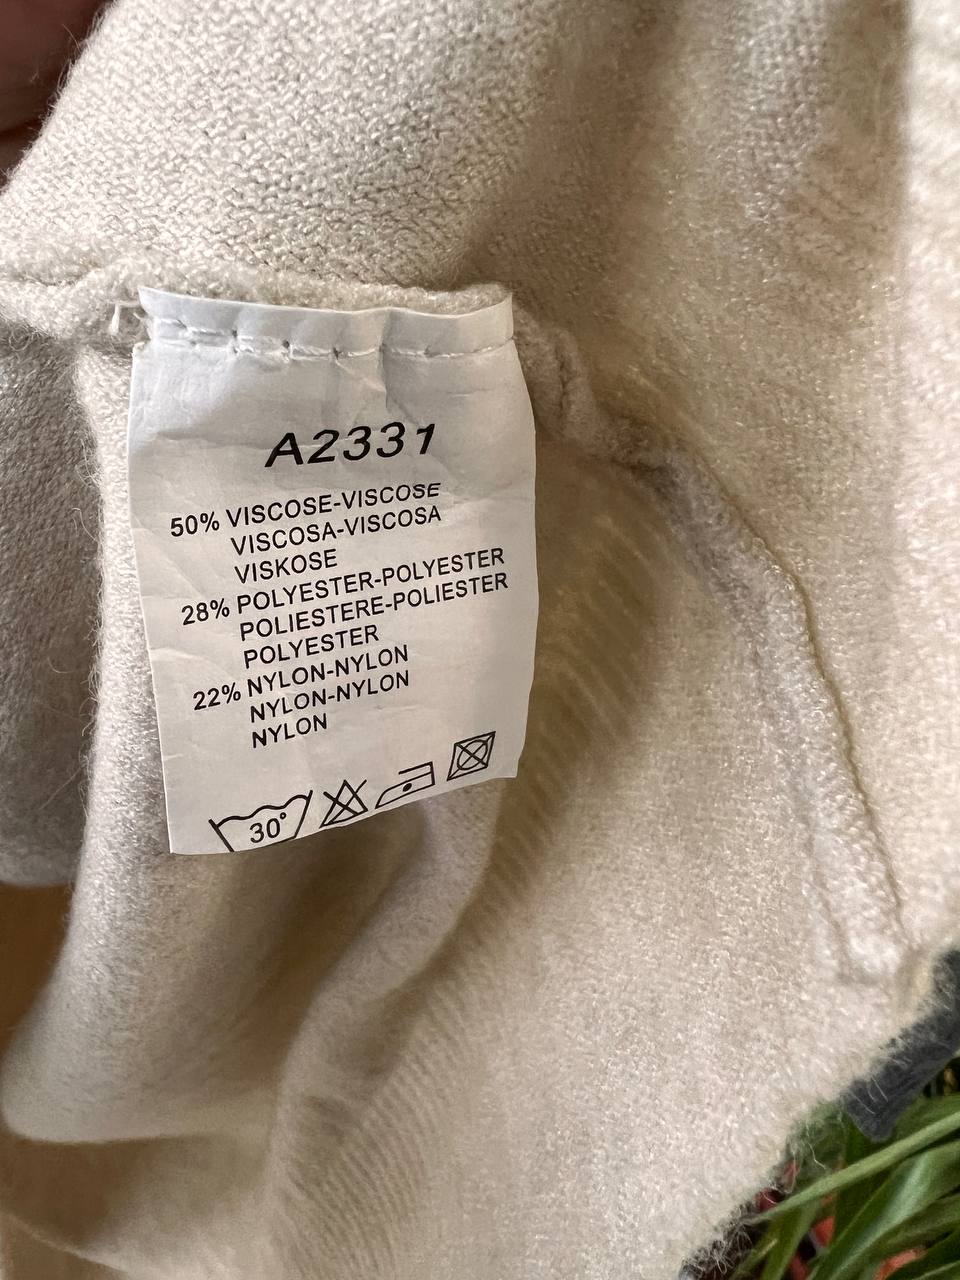 A2331
50% VISCOSE-VISCOSE
VISCOSA-VISCOSA
VISKOSE
28% POLYESTER-POLYESTER
POLIESTERE-POLIESTER
POLYESTER
22% NYLON-NYLON
NYLON-NYLON
NYLON
30°